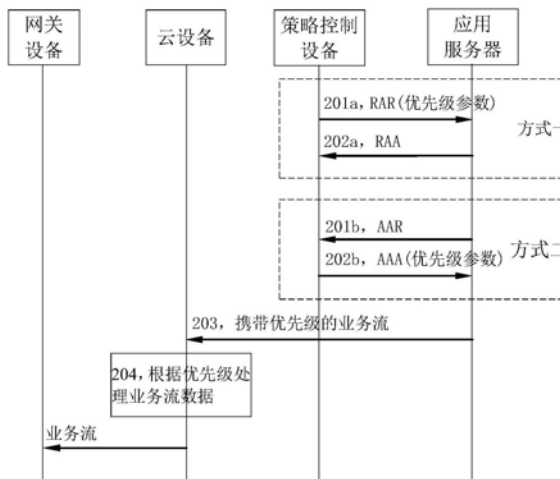 网关
设备
云设备
策略控制
设备
应用
服务器
201a, RAR(优先级参数)
方式一
202a, RAA
201b, AAR
202b, AAA(优先级参数)
方式二
203, 携带优先级的业务流
204, 根据优先级处
理业务流数据
业务流